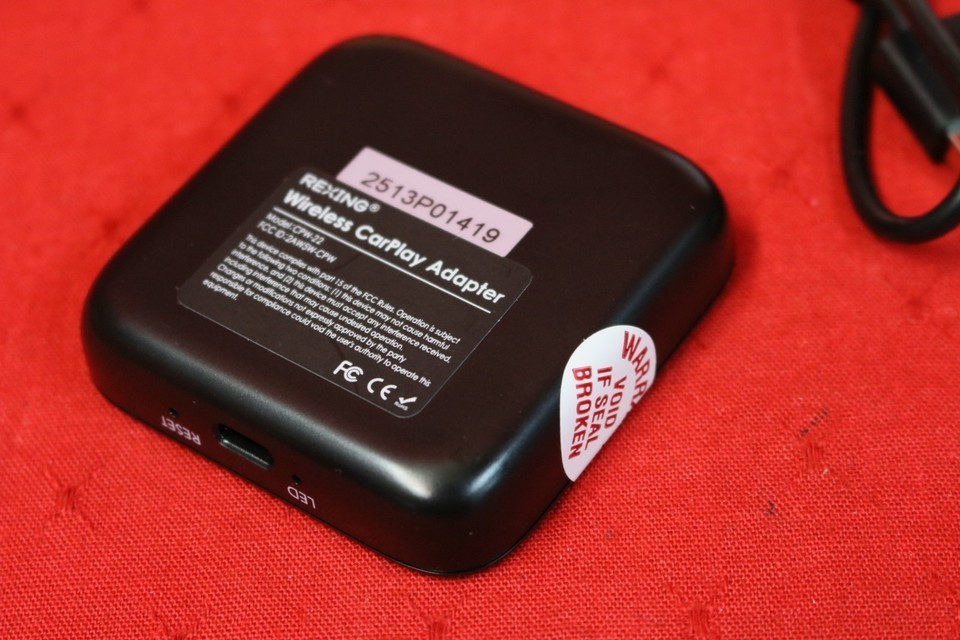 2513P01419
REXING®
Wireless CarPlay Adapter
Model: CPW-22
FCC ID:2AW5W-CPW
This device complies with part 15 of the FCC Rules. Operation is subject
to the following two conditions: (1) this device may not cause harmful
interference, and (2) this device must accept any interference received,
including interference that may cause undesired operation.
Changes or modifications not expressly approved by the party
responsible for compliance could void the user's authority to operate this
equipment.
FC CE RoHS
RESET
LED
VOID
IF SEAL
BROKEN